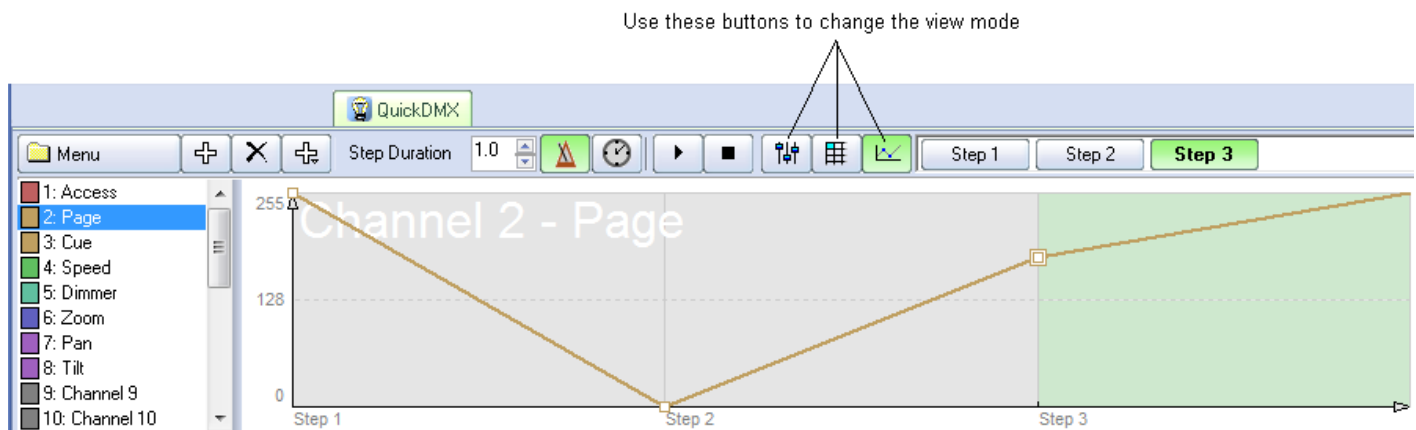 Use these buttons to change the view mode
QuickDMX
Menu Step Duration 1.0 Step 1 Step 2 Step 3
1: Access
2: Page
3: Cue
4: Speed
5: Dimmer
6: Zoom
7: Pan
8: Tilt
9: Channel 9
10: Channel 10
255
Channel 2 - Page
128
0
Step 1 Step 2 Step 3